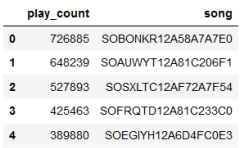 play_count song
0 726885 SOBONKR12A58A7A7E0
1 648239 SOAUWYT12A81C206F1
2 527893 SOSXLTC12AF72A7F54
3 425463 SOFRQTD12A81C233C0
4 389880 SOEGIYH12A6D4FC0E3